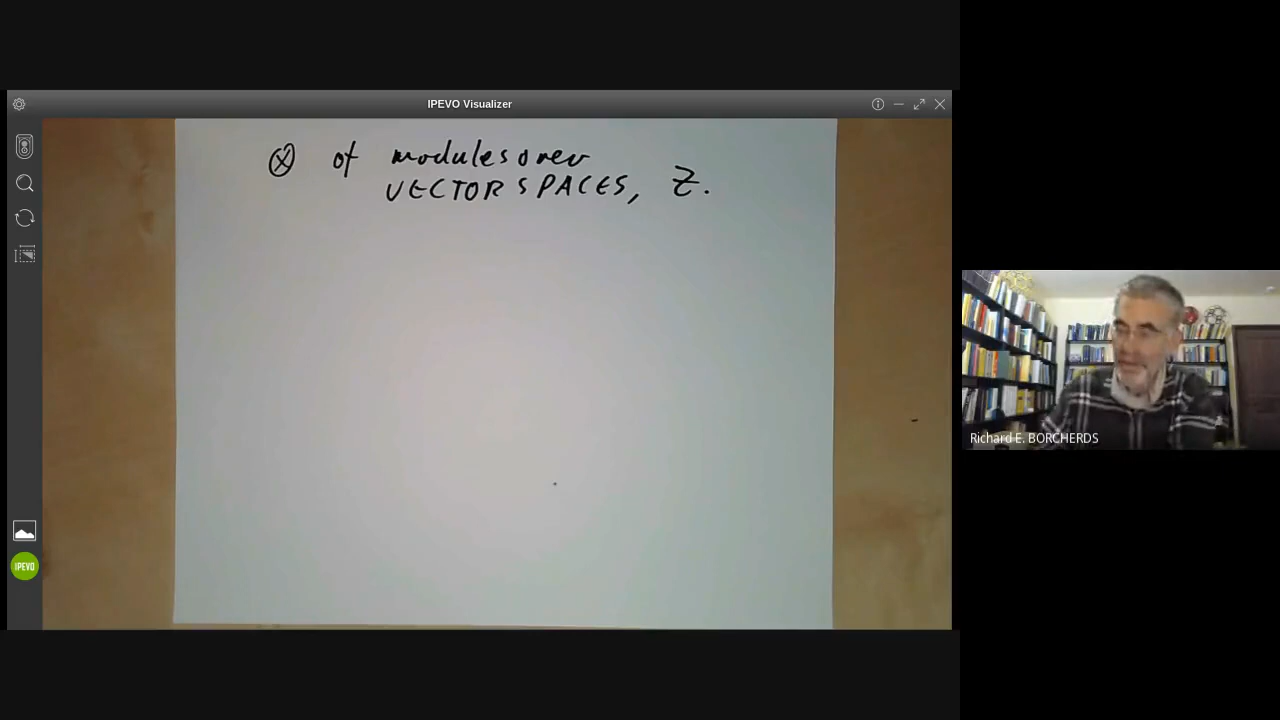 IPEVO Visualizer
⊗ of modules over
VECTOR SPACES, Z.
IPEVO
Richard E. BORCHERDS